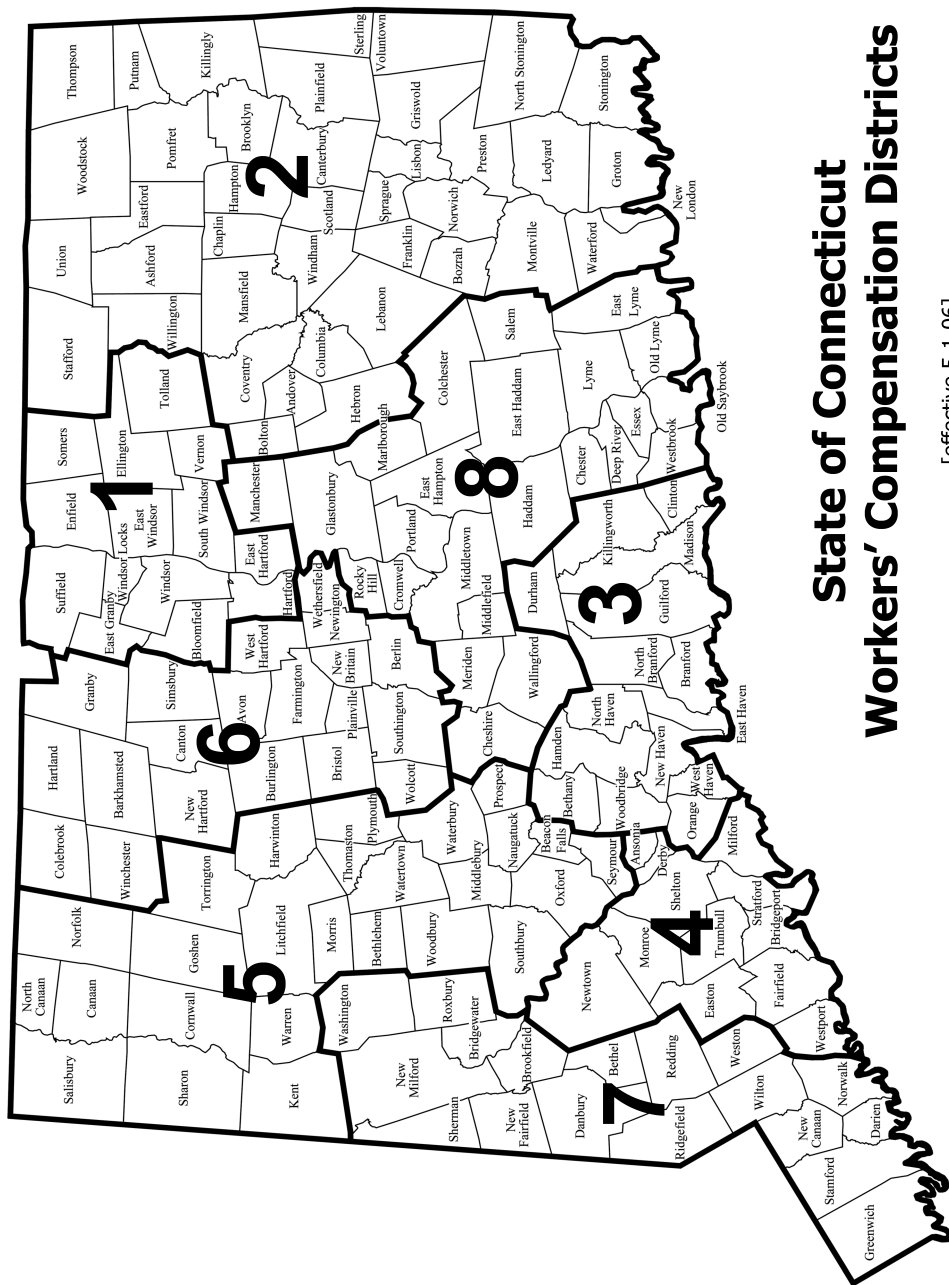 Salisbury
North
Canaan
Canaan
Norfolk
Colebrook
Hartland
Granby
Suffield
Enfield
Somers
Stafford
Union
Woodstock
Thompson
Winchester
Barkhamsted
East Granby
Windsor Locks
East
Windsor
Ellington
1
Tolland
Willington
Ashford
Eastford
Pomfret
Putnam
Sharon
Cornwall
Goshen
Torrington
New
Hartford
Canton
Simsbury
Bloomfield
Windsor
South Windsor
Vernon
Mansfield
Chaplin
Hampton
Brooklyn
Killingly
Kent
Warren
5
Litchfield
Harwinton
Burlington
6
Avon
West
Hartford
Hartford
East
Hartford
Manchester
Bolton
Coventry
Andover
Columbia
Windham
Scotland
2
Canterbury
Plainfield
Sterling
Voluntown
Washington
Morris
Thomaston
Bristol
Farmington
Plainville
New
Britain
Newington
Wethersfield
Rocky
Hill
Glastonbury
Hebron
Lebanon
Franklin
Sprague
Lisbon
Griswold
New
Milford
Roxbury
Bethlehem
Watertown
Plymouth
Wolcott
Southington
Berlin
Cromwell
Portland
Marlborough
Colchester
Bozrah
Norwich
Preston
North Stonington
Sherman
Bridgewater
Woodbury
Middlebury
Waterbury
Cheshire
Meriden
Middlefield
Middletown
East
Hampton
8
Salem
Montville
Ledyard
New
Fairfield
Brookfield
Southbury
Oxford
Naugatuck
Prospect
Wallingford
Durham
Haddam
East Haddam
Danbury
Bethel
Newtown
Seymour
Beacon
Falls
Bethany
Hamden
North
Haven
3
Killingworth
Chester
Deep River
Essex
Lyme
East
Lyme
Waterford
Groton
Stonington
7
Redding
Monroe
Ansonia
Derby
Woodbridge
New Haven
North
Branford
Guilford
Madison
Clinton
Westbrook
Old Lyme
New
London
Ridgefield
Weston
Easton
4
Shelton
Trumbull
Orange
West
Haven
Branford
East Haven
Old Saybrook
Wilton
Fairfield
Bridgeport
Stratford
Milford
New
Canaan
Norwalk
Westport
Stamford
Darien
Greenwich
State of Connecticut
Workers’ Compensation Districts
[effective 5-1-06]